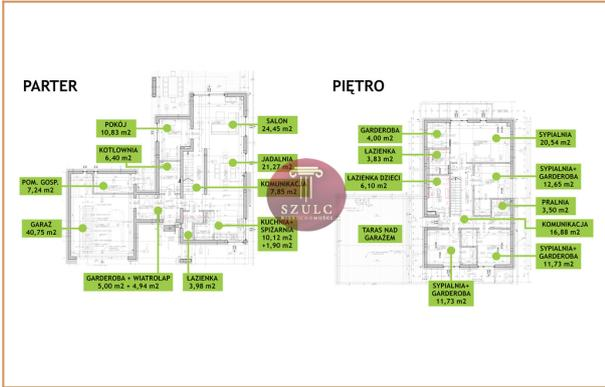 PARTER
PIĘTRO
POKÓJ
10,83 m2
KOTŁOWNIA
6,40 m2
POM. GOSP.
7,24 m2
GARAŻ
40,75 m2
GARDEROBA + WIATROŁAP
5,00 m2 + 4,94 m2
ŁAZIENKA
3,98 m2
SALON
24,45 m2
JADALNIA
21,27 m2
KOMUNIKACJA
7,85 m2
KUCHNIA+
SPIŻARNIA
10,12 m2
+1,90 m2
SZULC
NIERUCHOMOŚCI
GARDEROBA
4,00 m2
ŁAZIENKA
3,83 m2
ŁAZIENKA DZIECI
6,10 m2
TARAS NAD
GARAŻEM
SYPIALNIA+
GARDEROBA
11,73 m2
SYPIALNIA
20,54 m2
SYPIALNIA+
GARDEROBA
12,65 m2
PRALNIA
3,50 m2
KOMUNIKACJA
16,88 m2
SYPIALNIA+
GARDEROBA
11,73 m2